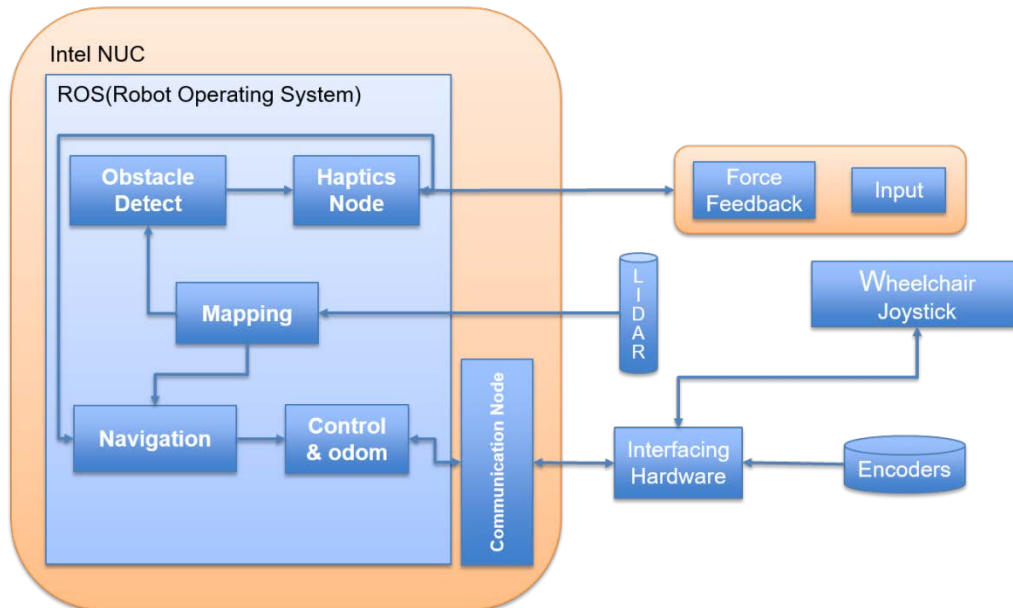 Intel NUC
ROS(Robot Operating System)
Obstacle
Detect
Haptics
Node
Force
Feedback
Input
Mapping
LIDAR
Wheelchair
Joystick
Navigation
Control
& odom
Communication Node
Interfacing
Hardware
Encoders